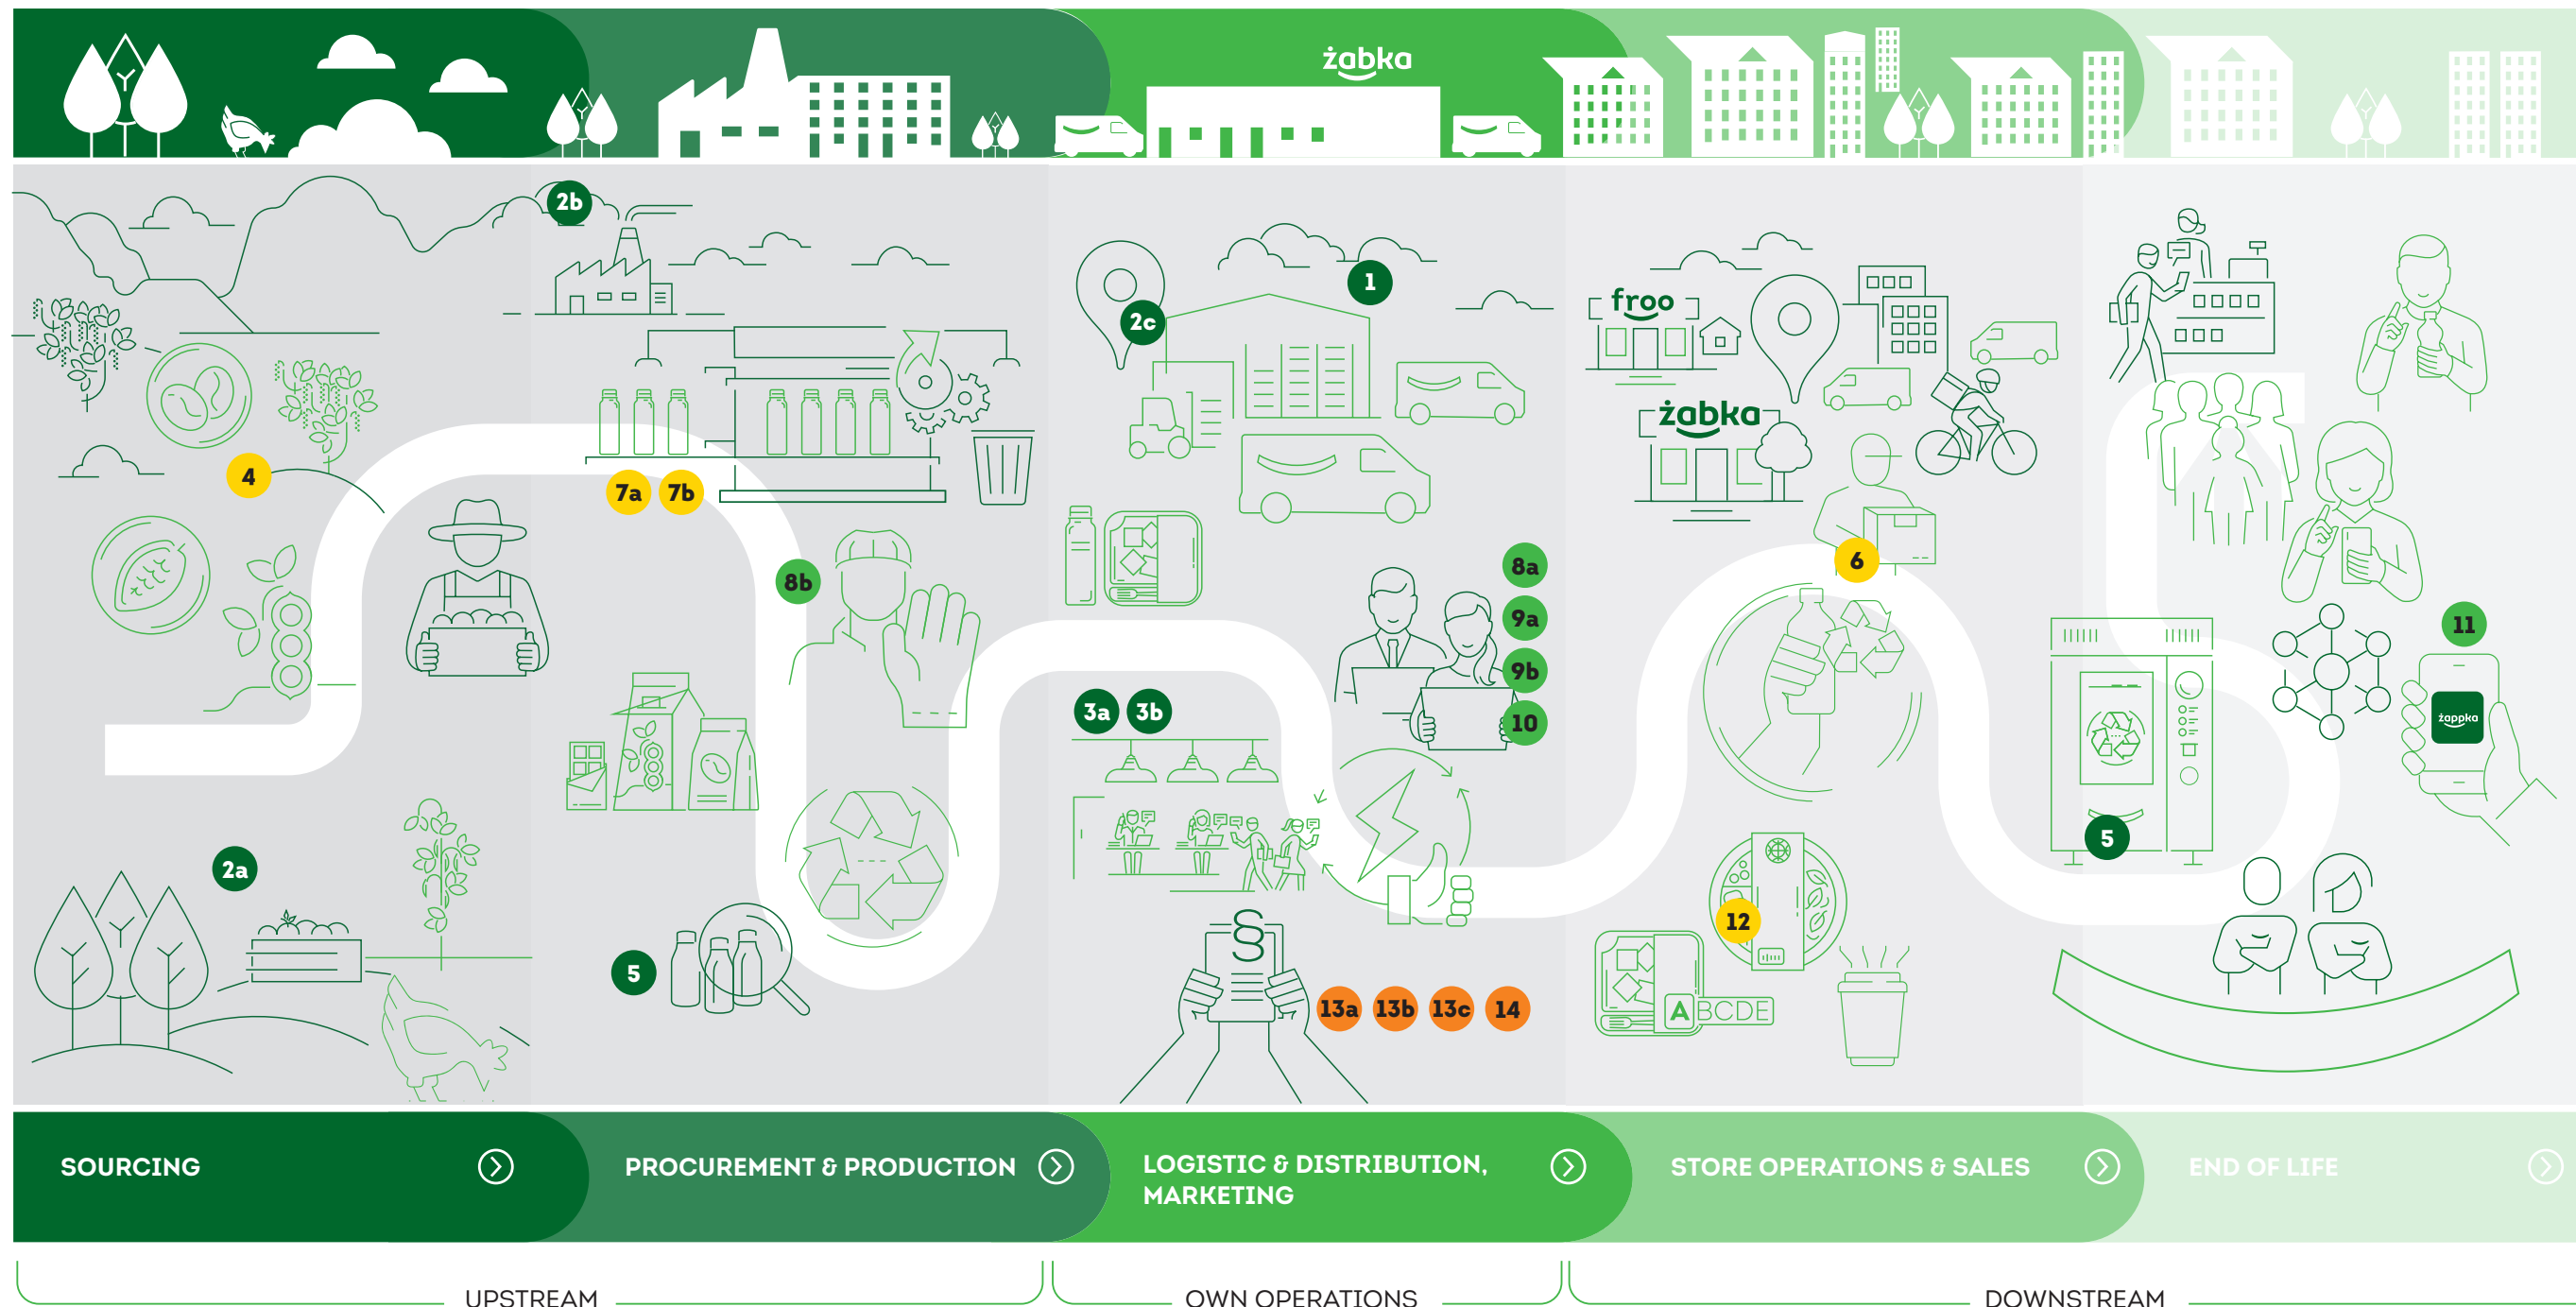 żabka
2b
1
2c
froo
żabka
4
7a
7b
8b
8a
9a
9b
10
6
11
3a
3b
żappka
5
2a
12
5
§
13a
13b
13c
14
ABCDE
SOURCING
PROCUREMENT & PRODUCTION
LOGISTIC & DISTRIBUTION,
MARKETING
STORE OPERATIONS & SALES
END OF LIFE
UPSTREAM
OWN OPERATIONS
DOWNSTREAM